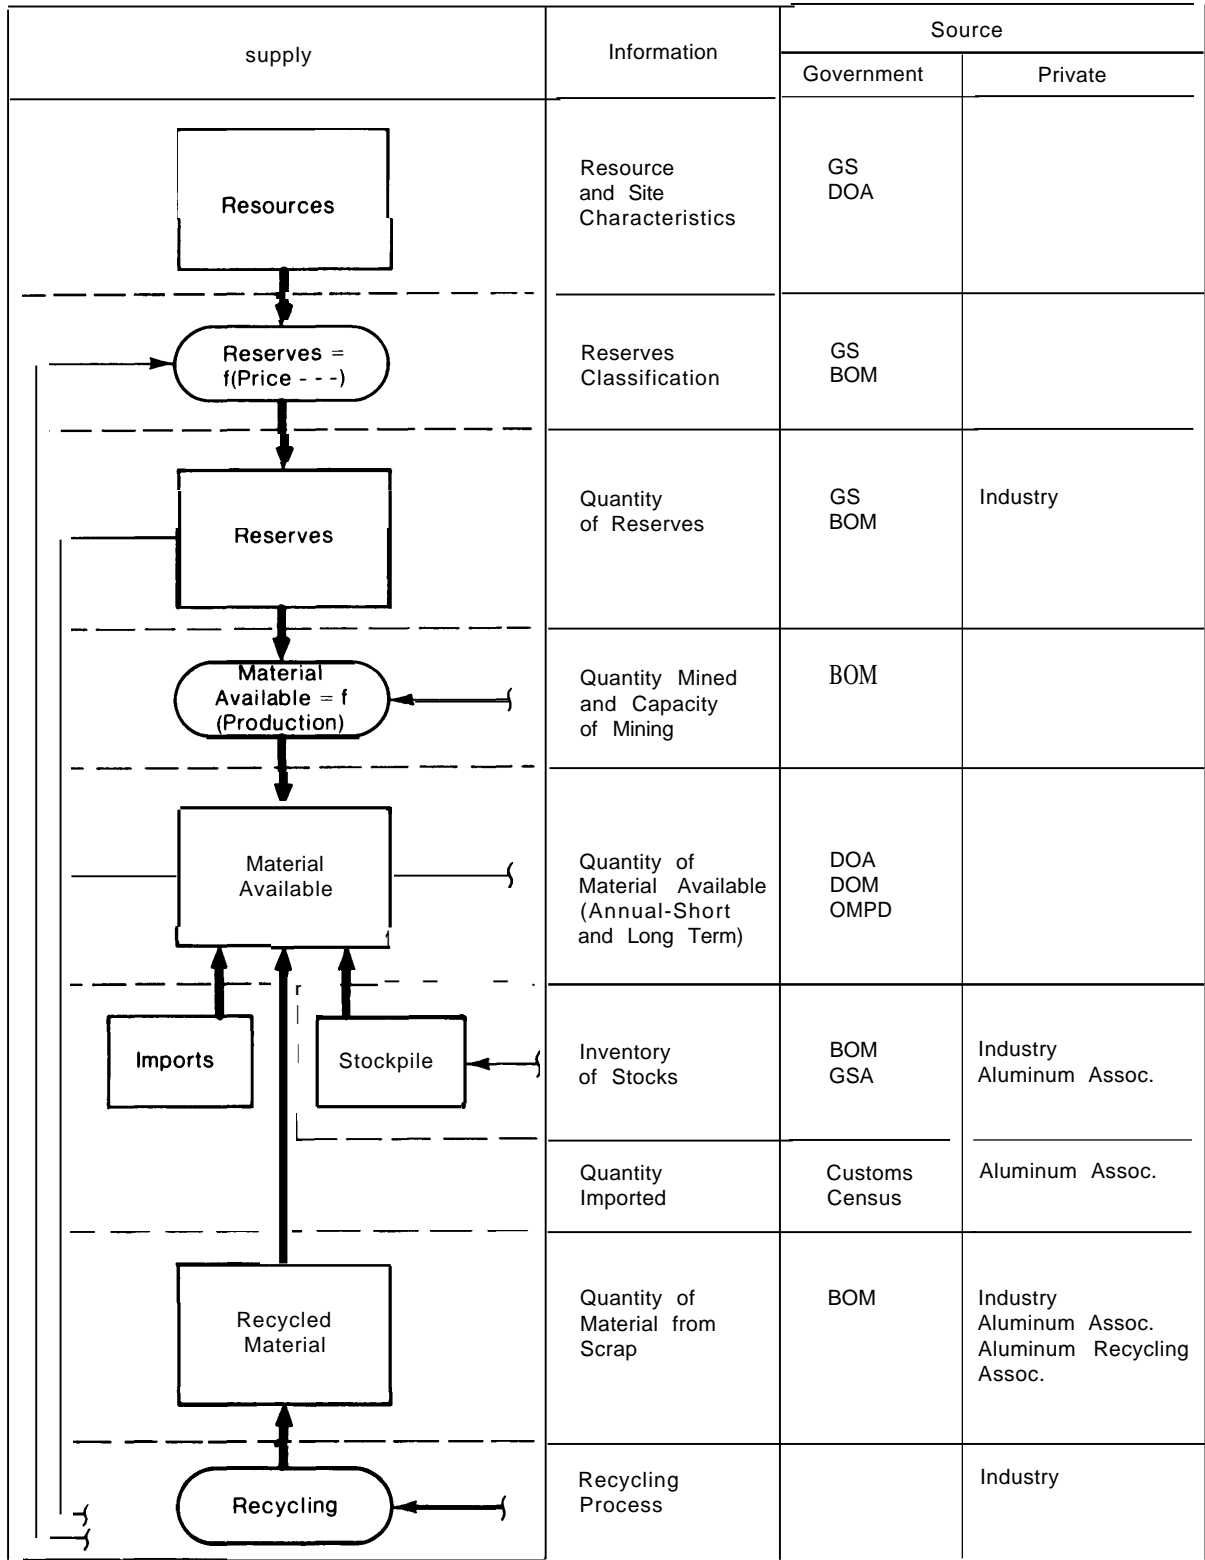 Source
supply
Information
Government
Private
Resources
Resource
and Site
Characteristics
GS
DOA
Reserves =
f(Price - - -)
Reserves
Classification
GS
BOM
Reserves
Quantity
of Reserves
GS
BOM
Industry
Material
Available = f
(Production)
Quantity Mined
and Capacity
of Mining
BOM
Material
Available
Quantity of
Material Available
(Annual-Short
and Long Term)
DOA
DOM
OMPD
Imports
Stockpile
Inventory
of Stocks
BOM
GSA
Industry
Aluminum Assoc.
Quantity
Imported
Customs
Census
Aluminum Assoc.
Recycled
Material
Quantity of
Material from
Scrap
BOM
Industry
Aluminum Assoc.
Aluminum Recycling
Assoc.
Recycling
Recycling
Process
Industry